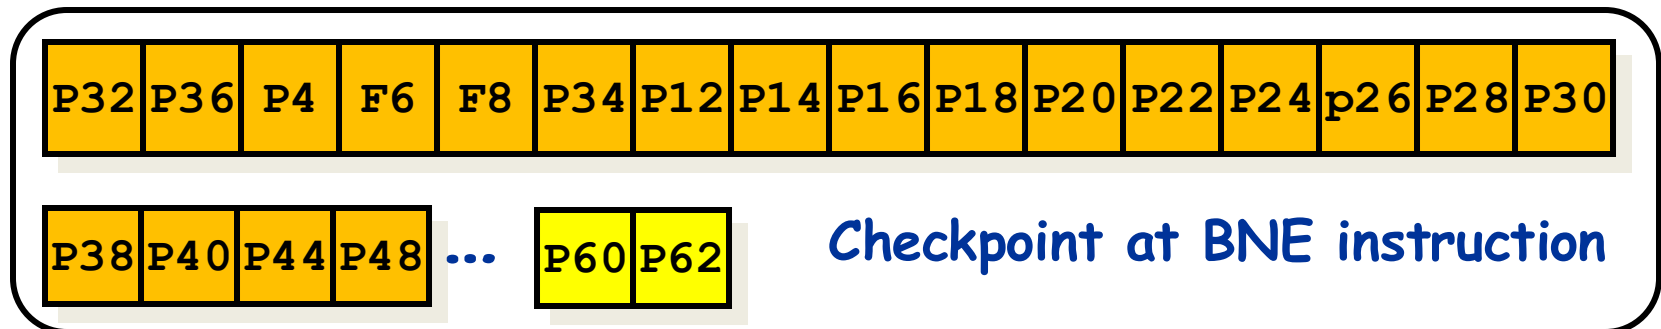 P32 P36 P4 F6 F8 P34 P12 P14 P16 P18 P20 P22 P24 p26 P28 P30
P38 P40 P44 P48 ... P60 P62 Checkpoint at BNE instruction